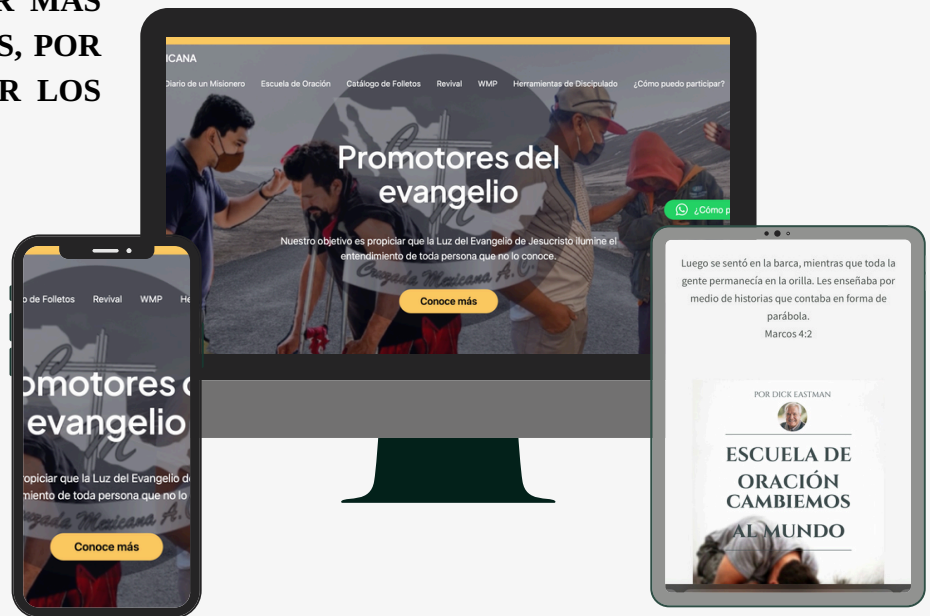 R MÁS
S, POR
R LOS
ICANA
Diario de un Misionero Escuela de Oración Catálogo de Folletos Revival WMP Herramientas de Discipulado ¿Cómo puedo participar?
Promotores del
evangelio
¿Cómo p
Nuestro objetivo es propiciar que la Luz del Evangelio de Jesucristo ilumine el
entendimiento de toda persona que no lo conoce.
Cruzada Mexicana A. C.
Conoce más
o de Folletos Revival WMP He
omotores d
evangelio
ropiciar que la Luz del Evangelio de
miento de toda persona que no lo
uzada Mexicana A. C
Conoce más
Luego se sentó en la barca, mientras que toda la
gente permanecía en la orilla. Les enseñaba por
medio de historias que contaba en forma de
parábola.
Marcos 4:2
POR DICK EASTMAN
ESCUELA DE
ORACIÓN
CAMBIEMOS
AL MUNDO